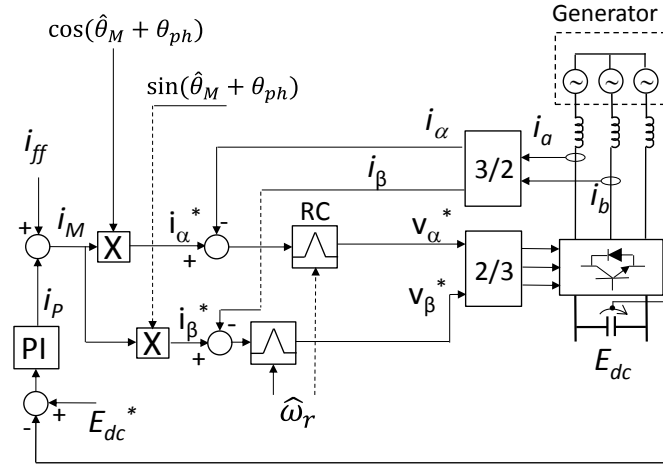 Generator
cos(θ̂_M + θ_ph)
sin(θ̂_M + θ_ph)
~ ~ ~
i_ff
i_α
i_β
3/2
i_a
i_b
+
i_M
X
i_α*
-
+
RC
v_α*
2/3
i_P
i_β*
-
+
X
v_β*
PI
E_dc
ω̂_r
+
-
E_dc*